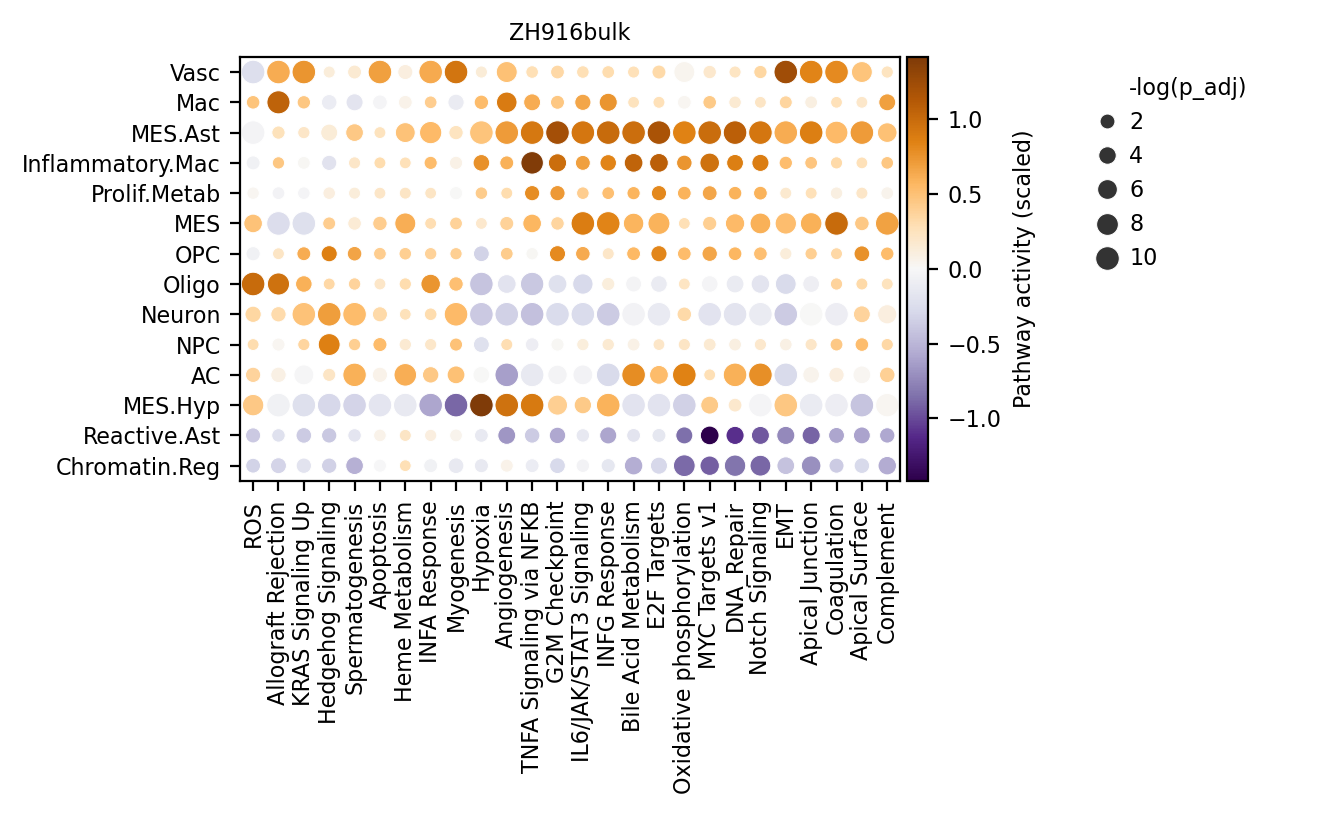 ZH916bulk
Vasc
Mac
MES.Ast
Inflammatory.Mac
Prolif.Metab
MES
OPC
Oligo
Neuron
NPC
AC
MES.Hyp
Reactive.Ast
Chromatin.Reg
ROS
Allograft Rejection
KRAS Signaling Up
Hedgehog Signaling
Spermatogenesis
Apoptosis
Heme Metabolism
INFA Response
Myogenesis
Hypoxia
Angiogenesis
TNFA Signaling via NFKB
G2M Checkpoint
IL6/JAK/STAT3 Signaling
INFG Response
Bile Acid Metabolism
E2F Targets
Oxidative phosphorylation
MYC Targets v1
DNA_Repair
Notch Signaling
EMT
Apical Junction
Coagulation
Apical Surface
Complement
1.0
0.5
0.0
−0.5
−1.0
Pathway activity (scaled)
-log(p_adj)
2
4
6
8
10